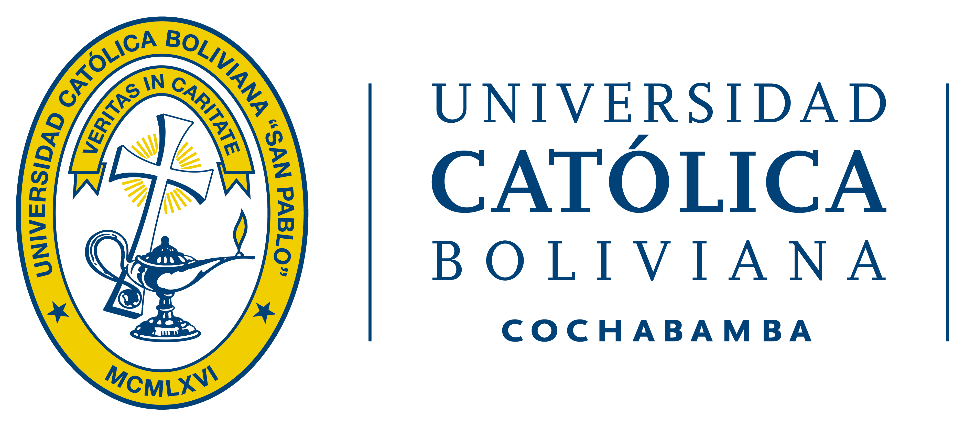 UNIVERSIDAD CATÓLICA BOLIVIANA "SAN PABLO"
VERITAS IN CARITATE
MCMLXVI
UNIVERSIDAD
CATÓLICA
BOLIVIANA
COCHABAMBA